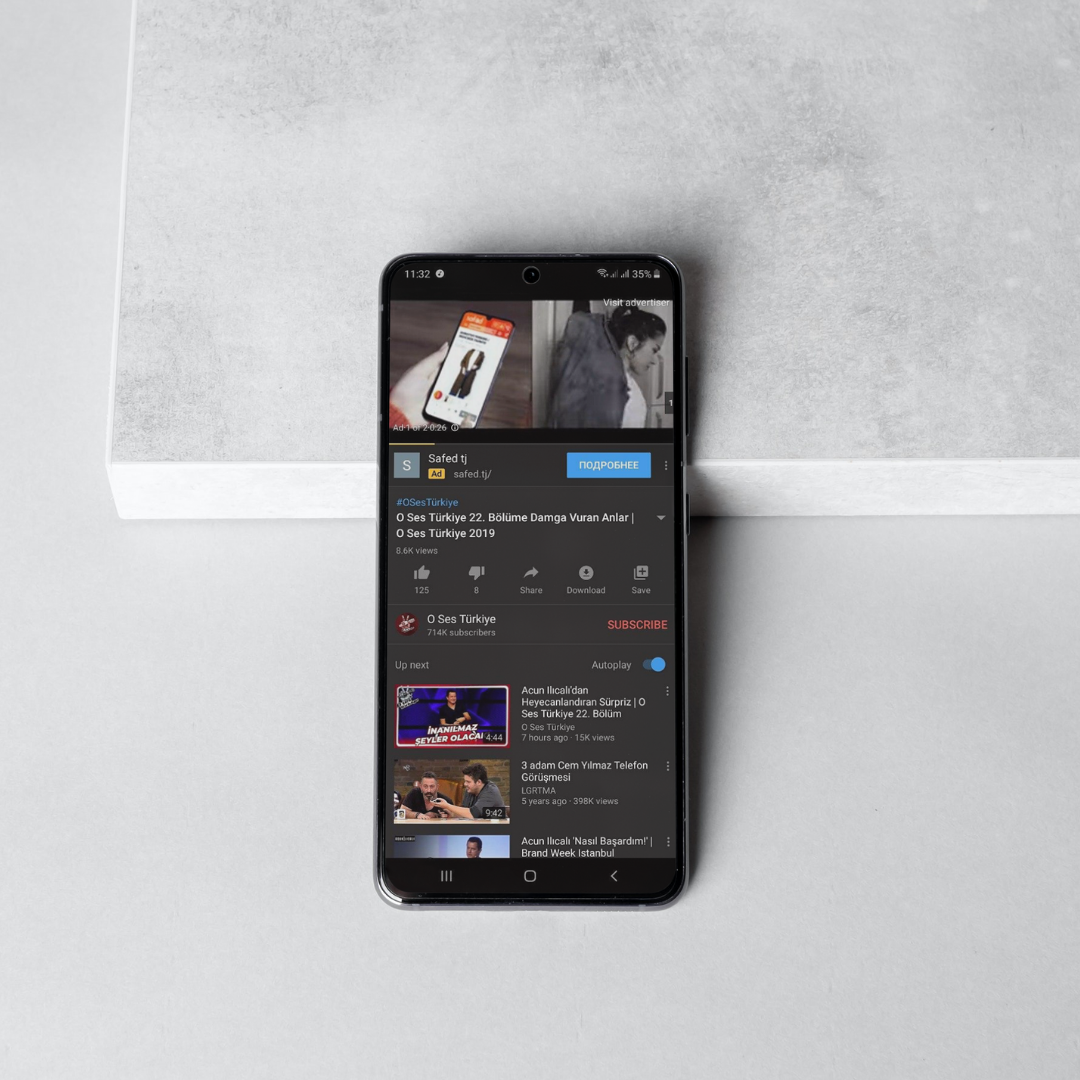 11:32
35%
Visit advertiser
Ad·1 of 2·0:26
S
Safed tj
Ad
safed.tj/
ПОДРОБНЕЕ
#OSesTürkiye
O Ses Türkiye 22. Bölüme Damga Vuran Anlar |
O Ses Türkiye 2019
8.6K views
125
8
Share
Download
Save
O Ses Türkiye
714K subscribers
SUBSCRIBE
Up next
Autoplay
İNANILMAZ
ŞEYLER OLACAK
4:44
Acun Ilıcalı'dan
Heyecanlandıran Sürpriz | O
Ses Türkiye 22. Bölüm
O Ses Türkiye
7 hours ago · 15K views
9:42
3 adam Cem Yılmaz Telefon
Görüşmesi
LGRTMA
5 years ago · 398K views
Acun Ilıcalı 'Nasıl Başardım!' |
Brand Week Istanbul